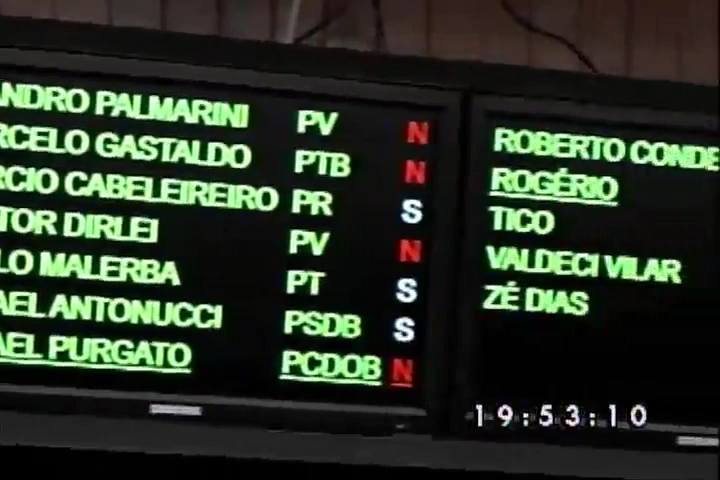 ANDRO PALMARINI PV N
RCELO GASTALDO PTB N
RCIO CABELEIREIRO PR S
TOR DIRLEI PV N
LO MALERBA PT S
AEL ANTONUCCI PSDB S
AEL PURGATO PCDOB N
ROBERTO CONDE
ROGÉRIO
TICO
VALDECI VILAR
ZÉ DIAS
19:53:10